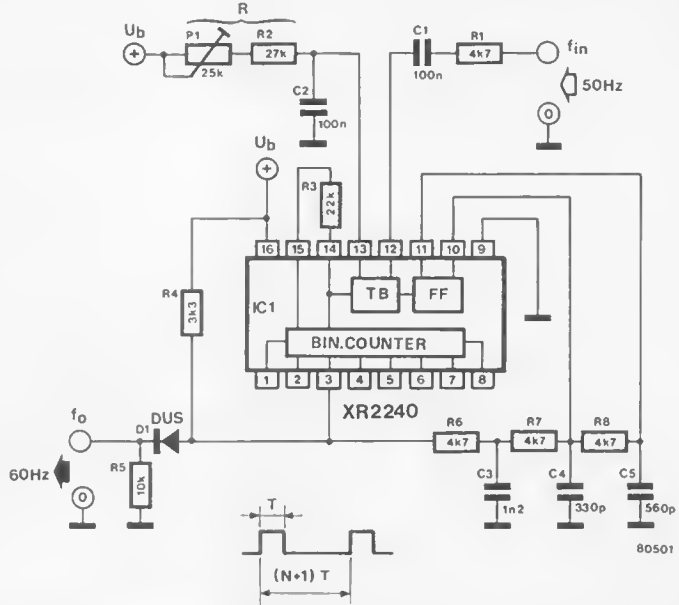 R
Ub
P1
R2
27k
25k
C2
100n
C1
100n
R1
4k7
fin
50Hz
0
Ub
+
+
R3
22k
16
15
14
13
12
11
10
9
R4
3k3
IC1
TB
FF
BIN.COUNTER
1
2
3
4
5
6
7
8
XR2240
fo
D1
DUS
60Hz
R5
10k
0
R6
4k7
R7
4k7
R8
4k7
C3
1n2
C4
330p
C5
560p
80501
T
(N+1) T